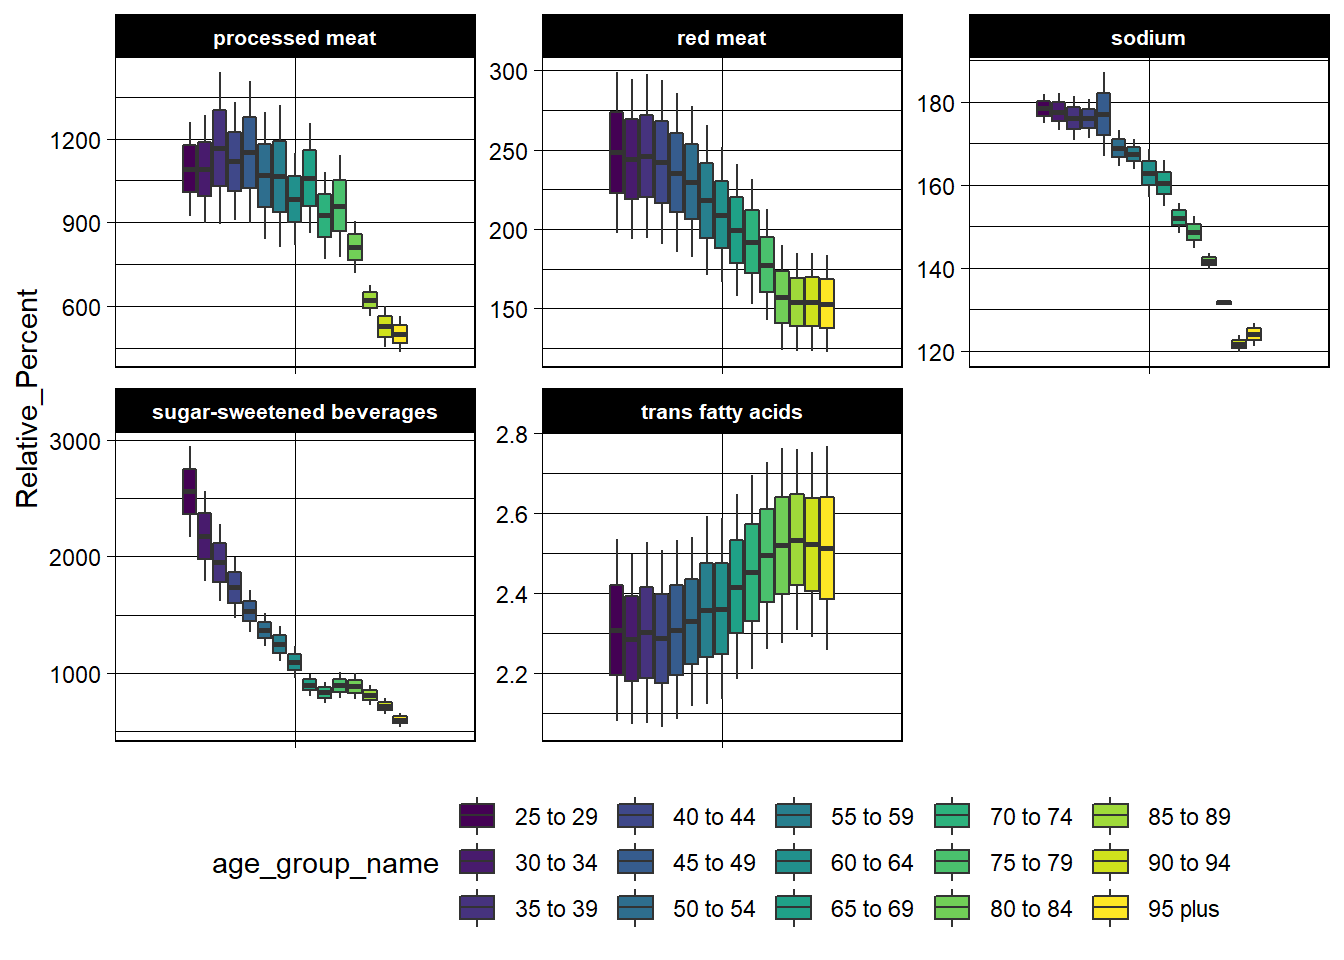 processed meat
red meat
sodium
1200
900
600
300
250
200
150
180
160
140
120
Relative_Percent
sugar-sweetened beverages
trans fatty acids
3000
2000
1000
2.8
2.6
2.4
2.2
age_group_name
25 to 29
40 to 44
55 to 59
70 to 74
85 to 89
30 to 34
45 to 49
60 to 64
75 to 79
90 to 94
35 to 39
50 to 54
65 to 69
80 to 84
95 plus